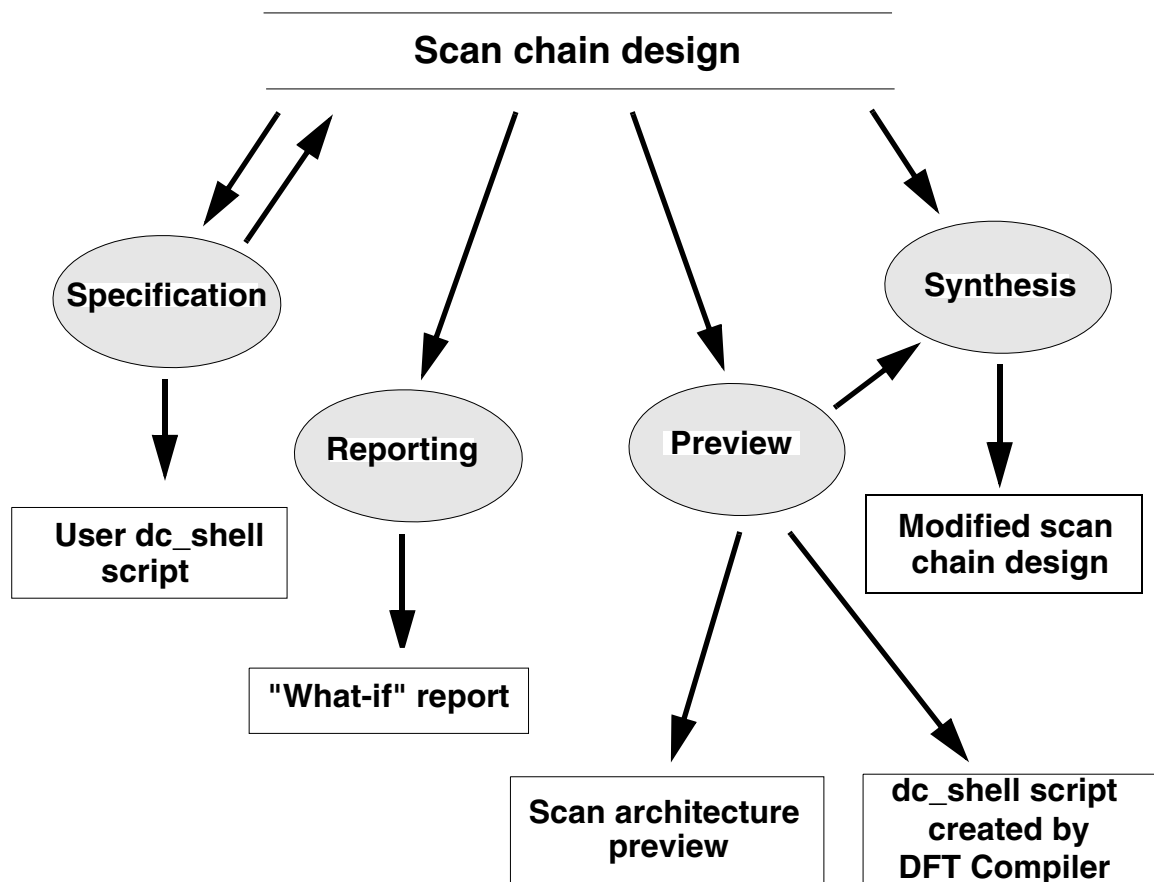 Scan chain design
Specification
Synthesis
Reporting
Preview
User dc_shell
script
Modified scan
chain design
"What-if" report
Scan architecture
preview
dc_shell script
created by
DFT Compiler